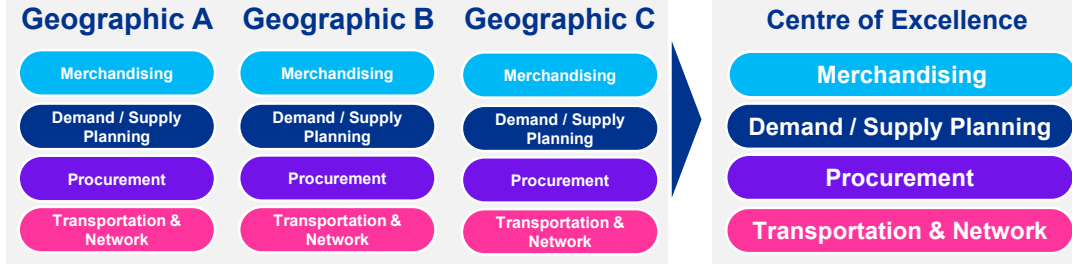 Geographic A
Merchandising
Demand / Supply
Planning
Procurement
Transportation &
Network
Geographic B
Merchandising
Demand / Supply
Planning
Procurement
Transportation &
Network
Geographic C
Merchandising
Demand / Supply
Planning
Procurement
Transportation &
Network
Centre of Excellence
Merchandising
Demand / Supply Planning
Procurement
Transportation & Network